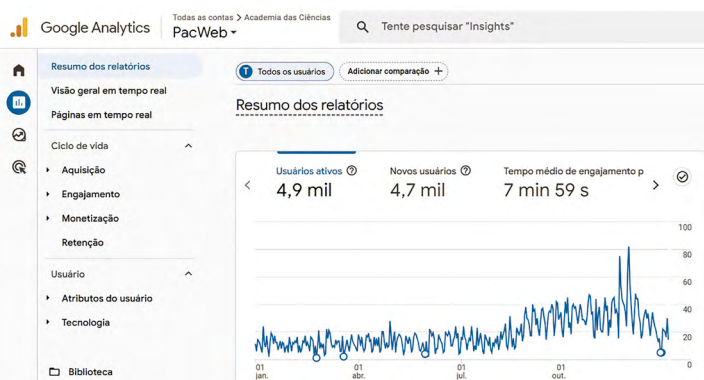 Google Analytics
Todas as contas > Academia das Ciências
PacWeb
Tente pesquisar "Insights"
Resumo dos relatórios
Visão geral em tempo real
Páginas em tempo real
Ciclo de vida
Aquisição
Engajamento
Monetização
Retenção
Usuário
Atributos do usuário
Tecnologia
Biblioteca
T Todos os usuários
Adicionar comparação +
Resumo dos relatórios
Usuários ativos
4,9 mil
Novos usuários
4,7 mil
Tempo médio de engajamento p
7 min 59 s
100
80
60
40
20
0
01 jan.
01 abr.
01 jul.
01 out.